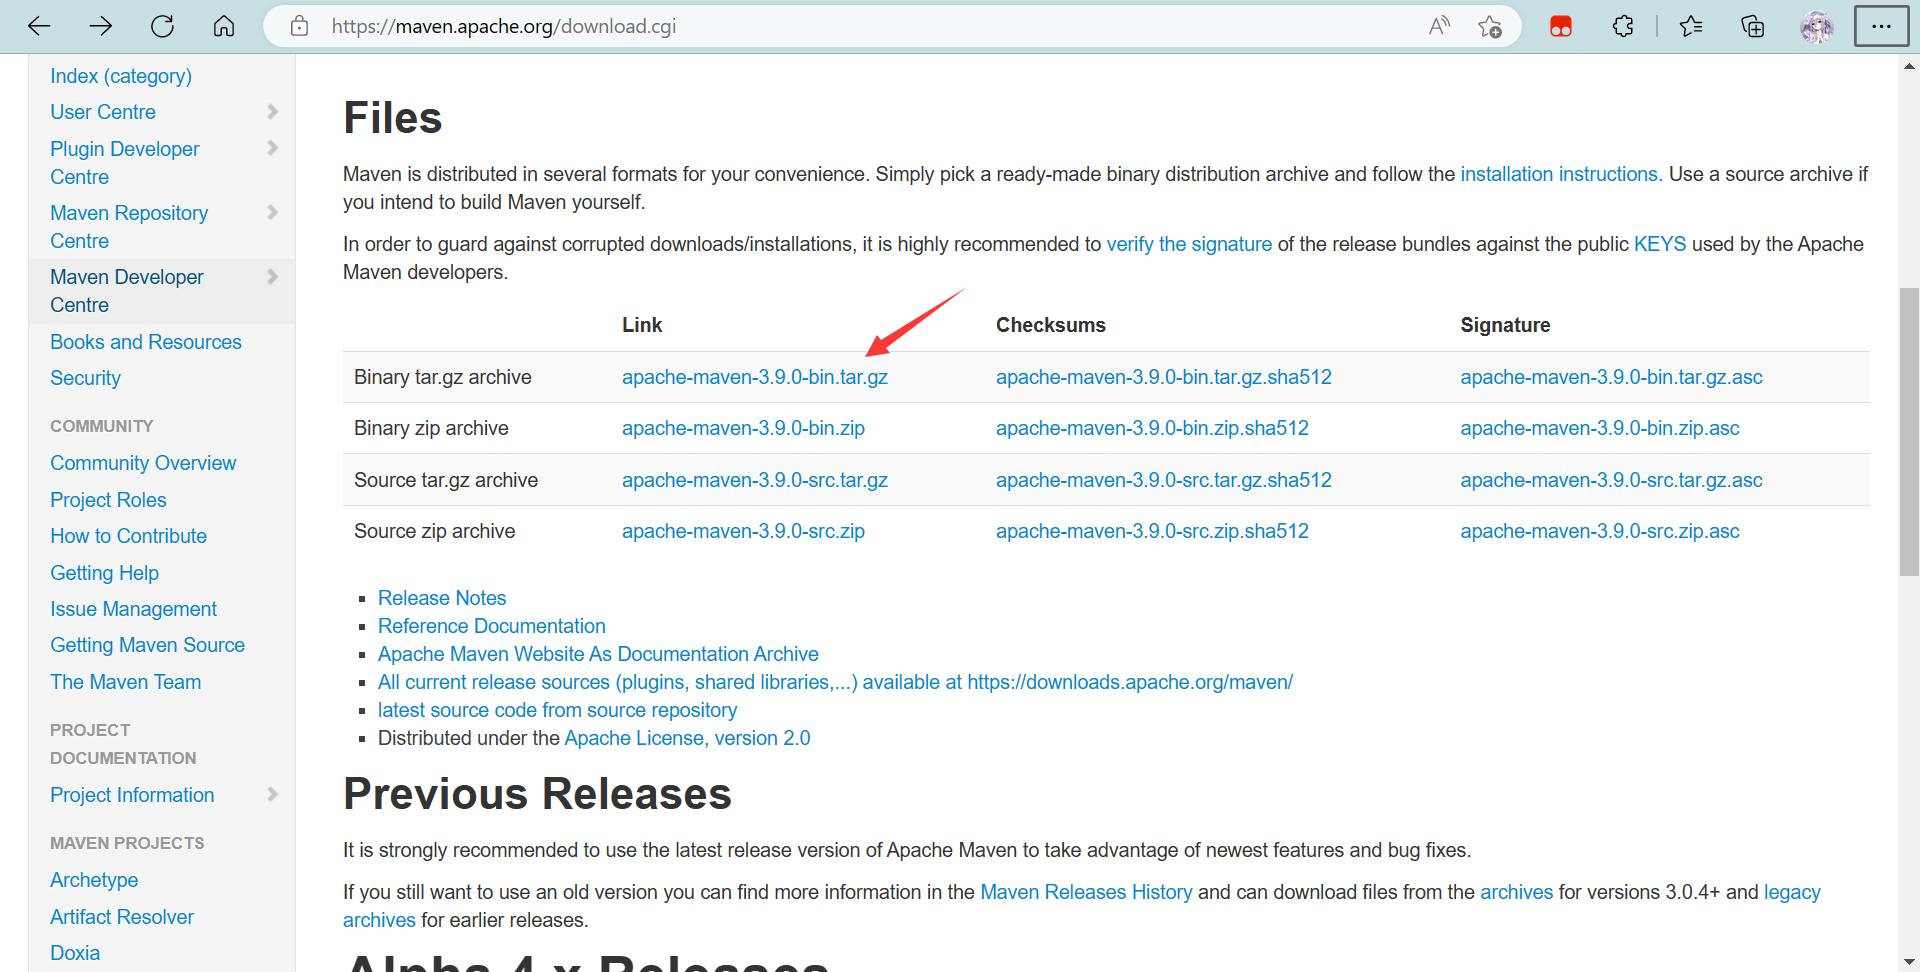 https://maven.apache.org/download.cgi
Index (category)
User Centre
Plugin Developer
Centre
Maven Repository
Centre
Maven Developer
Centre
Books and Resources
Security
COMMUNITY
Community Overview
Project Roles
How to Contribute
Getting Help
Issue Management
Getting Maven Source
The Maven Team
PROJECT
DOCUMENTATION
Project Information
MAVEN PROJECTS
Archetype
Artifact Resolver
Doxia
Files
Maven is distributed in several formats for your convenience. Simply pick a ready-made binary distribution archive and follow the installation instructions. Use a source archive if
you intend to build Maven yourself.
In order to guard against corrupted downloads/installations, it is highly recommended to verify the signature of the release bundles against the public KEYS used by the Apache
Maven developers.
Link Checksums Signature
Binary tar.gz archive apache-maven-3.9.0-bin.tar.gz apache-maven-3.9.0-bin.tar.gz.sha512 apache-maven-3.9.0-bin.tar.gz.asc
Binary zip archive apache-maven-3.9.0-bin.zip apache-maven-3.9.0-bin.zip.sha512 apache-maven-3.9.0-bin.zip.asc
Source tar.gz archive apache-maven-3.9.0-src.tar.gz apache-maven-3.9.0-src.tar.gz.sha512 apache-maven-3.9.0-src.tar.gz.asc
Source zip archive apache-maven-3.9.0-src.zip apache-maven-3.9.0-src.zip.sha512 apache-maven-3.9.0-src.zip.asc
Release Notes
Reference Documentation
Apache Maven Website As Documentation Archive
All current release sources (plugins, shared libraries,...) available at https://downloads.apache.org/maven/
latest source code from source repository
Distributed under the Apache License, version 2.0
Previous Releases
It is strongly recommended to use the latest release version of Apache Maven to take advantage of newest features and bug fixes.
If you still want to use an old version you can find more information in the Maven Releases History and can download files from the archives for versions 3.0.4+ and legacy
archives for earlier releases.
Alpha 4.x Releases